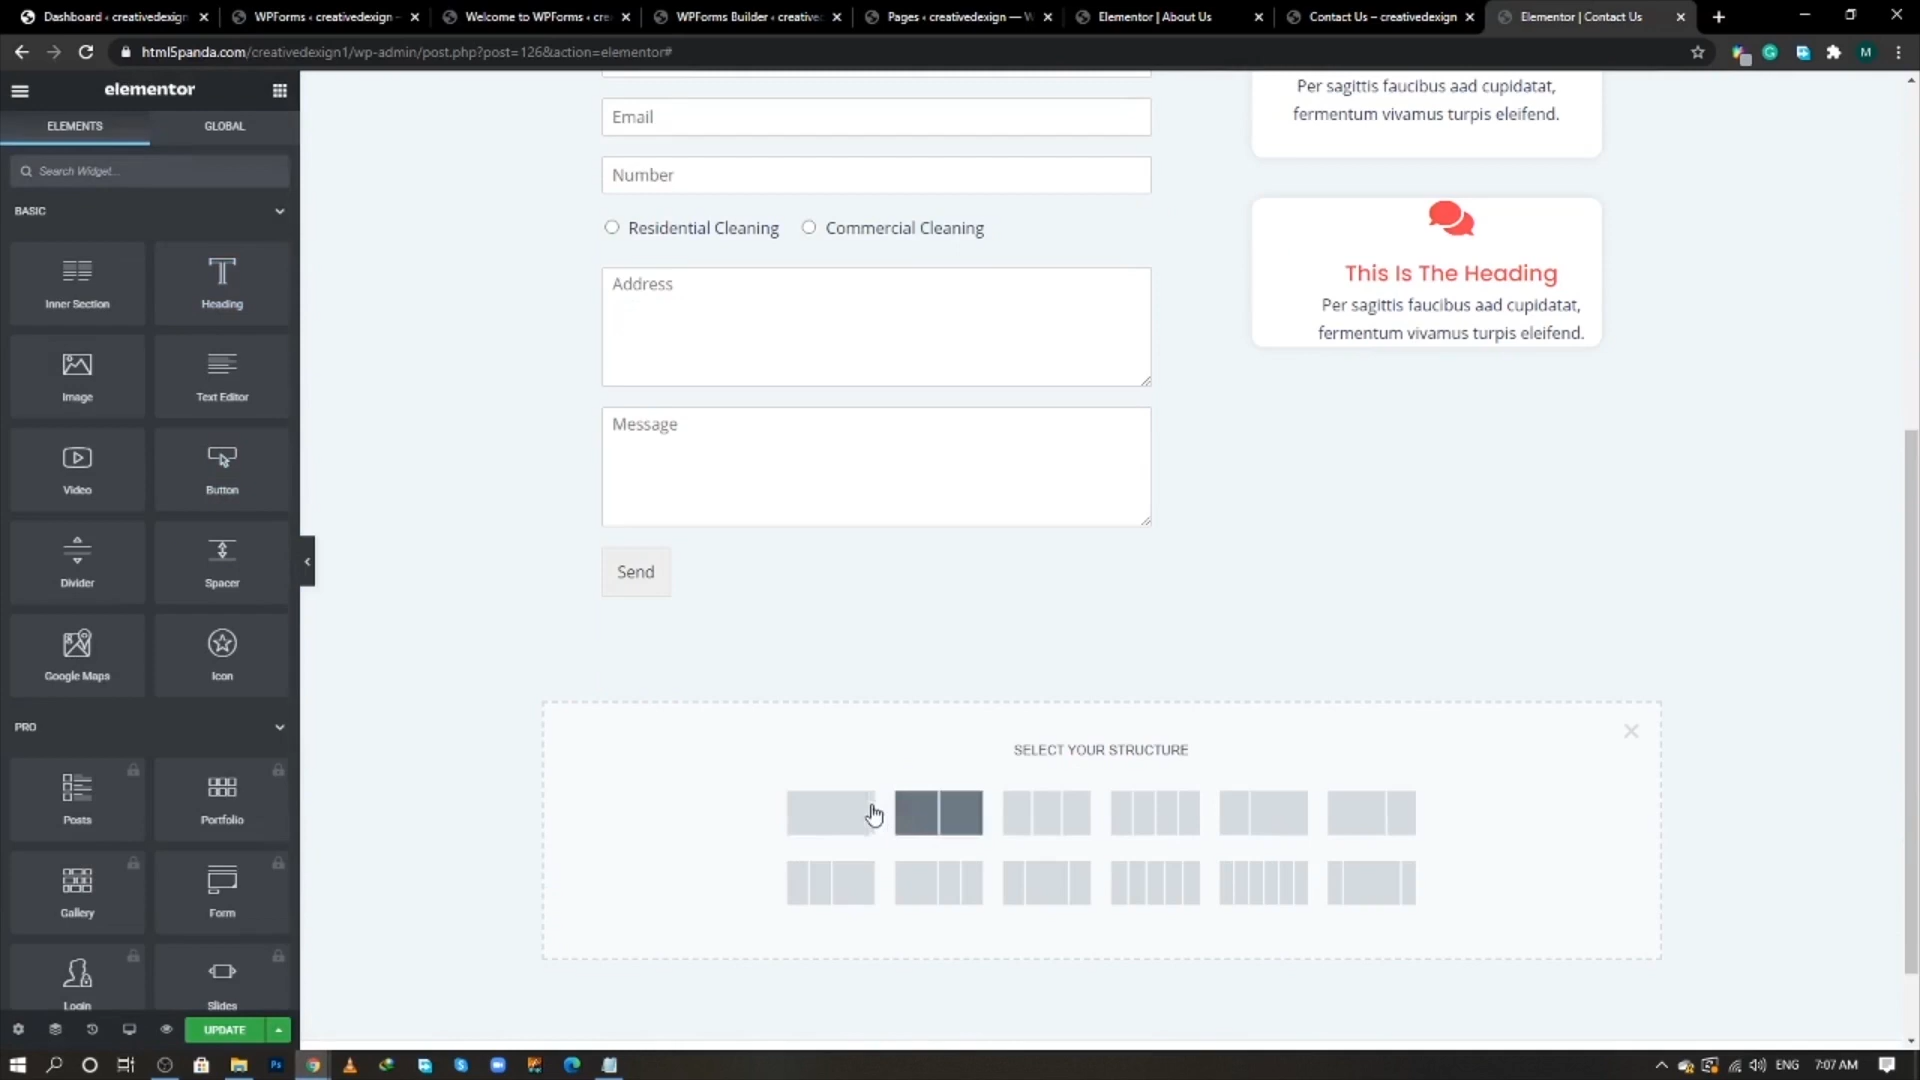 Dashboard ‹ creativedexign
WPForms ‹ creativedexign –
Welcome to WPForms ‹ cre
WPForms Builder ‹ creative
Pages ‹ creativedexign — W
Elementor | About Us
Contact Us – creativedexign
Elementor | Contact Us
html5panda.com/creativedexign1/wp-admin/post.php?post=126&action=elementor#
M
elementor
ELEMENTS
GLOBAL
Search Widget...
BASIC
Inner Section
Heading
Image
Text Editor
Video
Button
Divider
Spacer
Google Maps
Icon
PRO
Posts
Portfolio
Gallery
Form
Login
Slides
UPDATE
Email
Number
Residential Cleaning
Commercial Cleaning
Address
Message
Send
Per sagittis faucibus aad cupidatat,
fermentum vivamus turpis eleifend.
This Is The Heading
Per sagittis faucibus aad cupidatat,
fermentum vivamus turpis eleifend.
SELECT YOUR STRUCTURE
Ps
ENG
7:07 AM